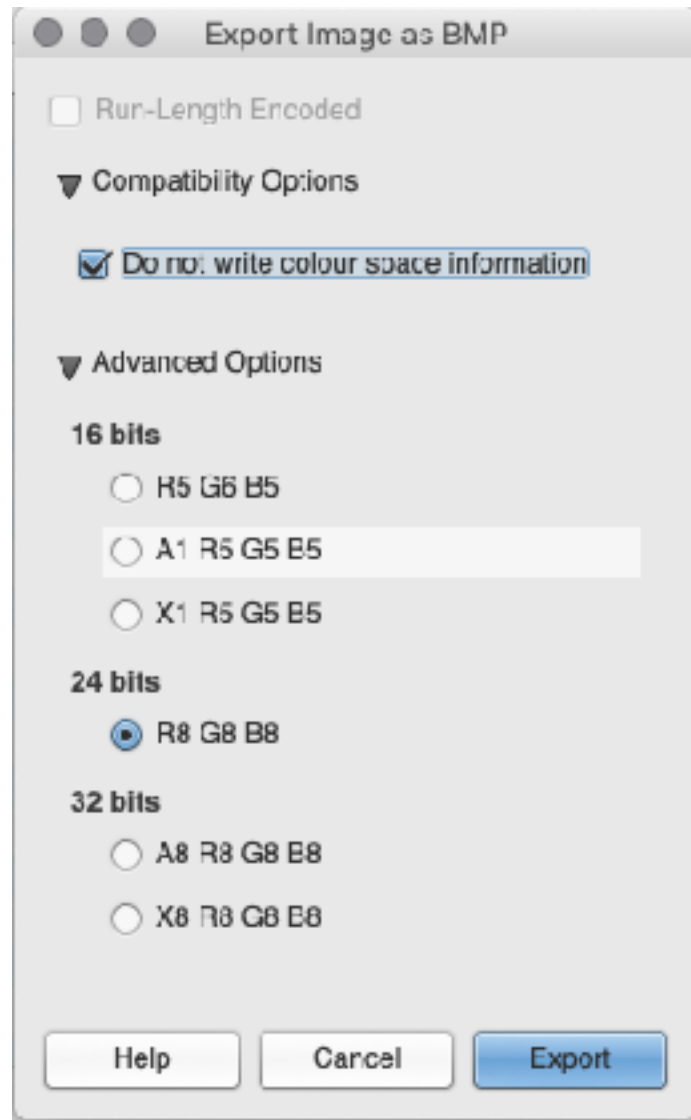 Export Image as BMP
Run-Length Encoded
Compatibility Options
Do not write colour space information
Advanced Options
16 bits
R5 G6 B5
A1 R5 G5 B5
X1 R5 G5 B5
24 bits
R8 G8 B8
32 bits
A8 R8 G8 B8
X8 R8 G8 B8
Help Cancel Export